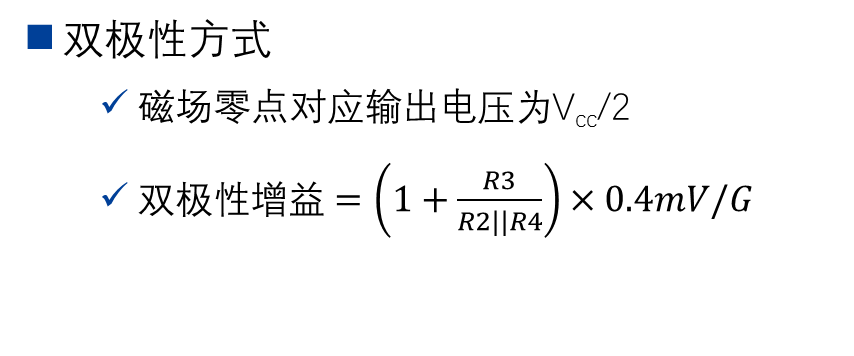 双极性方式
磁场零点对应输出电压为VCC/2
双极性增益 = (1 + R3/(R2||R4)) × 0.4mV/G